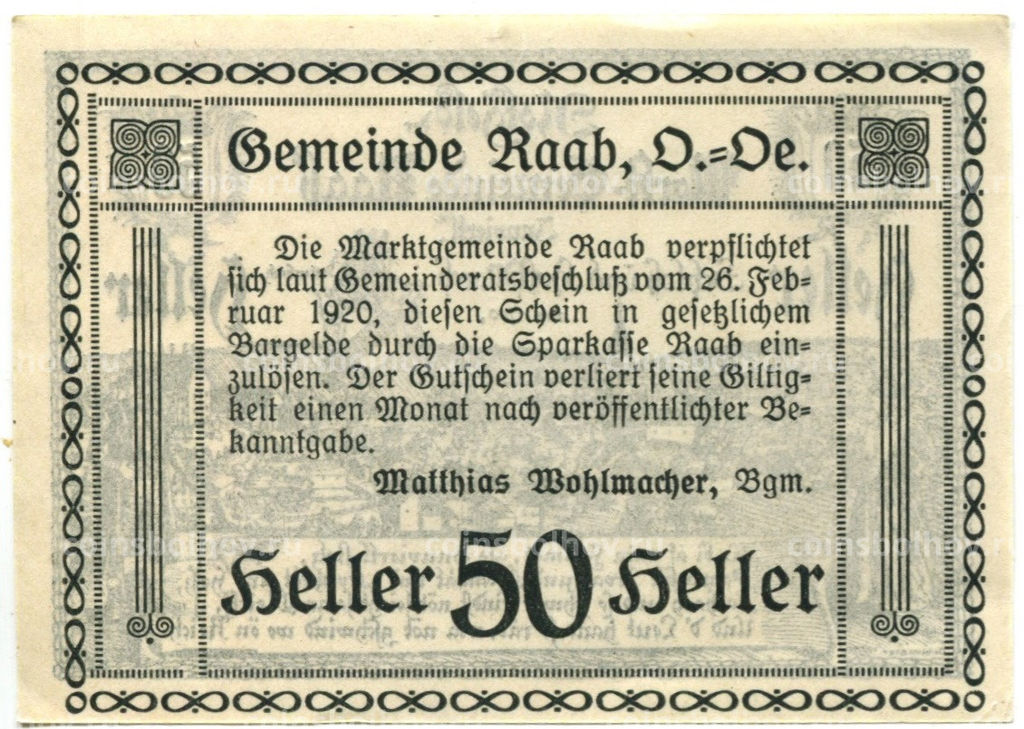 Gemeinde Raab, O.=Oe.
Die Marktgemeinde Raab verpflichtet
sich laut Gemeinderatsbeschluß vom 26. Feb=
ruar 1920, diesen Schein in gesetzlichem
Bargelde durch die Sparkasse Raab ein=
zulösen. Der Gutschein verliert seine Giltig=
keit einen Monat nach veröffentlichter Be=
kanntgabe.
Matthias Wohlmacher, Bgm.
Heller 50 Heller